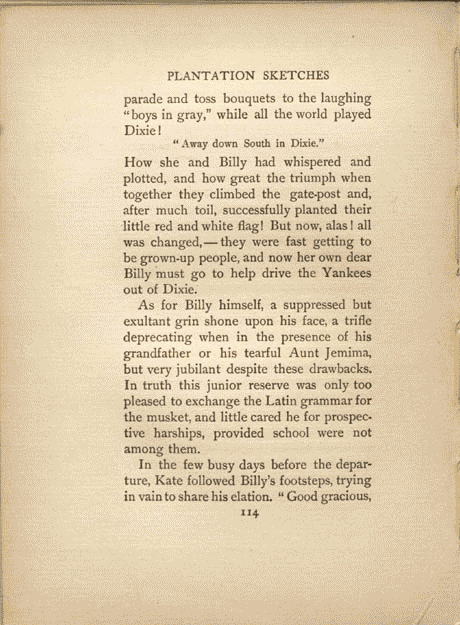 PLANTATION SKETCHES
parade and toss bouquets to the laughing
"boys in gray," while all the world played
Dixie!
"Away down South in Dixie."
How she and Billy had whispered and
plotted, and how great the triumph when
together they climbed the gate-post and,
after much toil, successfully planted their
little red and white flag! But now, alas! all
was changed,—they were fast getting to
be grown-up people, and now her own dear
Billy must go to help drive the Yankees
out of Dixie.
As for Billy himself, a suppressed but
exultant grin shone upon his face, a trifle
deprecating when in the presence of his
grandfather or his tearful Aunt Jemima,
but very jubilant despite these drawbacks.
In truth this junior reserve was only too
pleased to exchange the Latin grammar for
the musket, and little cared he for prospec-
tive harships, provided school were not
among them.
In the few busy days before the depar-
ture, Kate followed Billy's footsteps, trying
in vain to share his elation. "Good gracious,
114